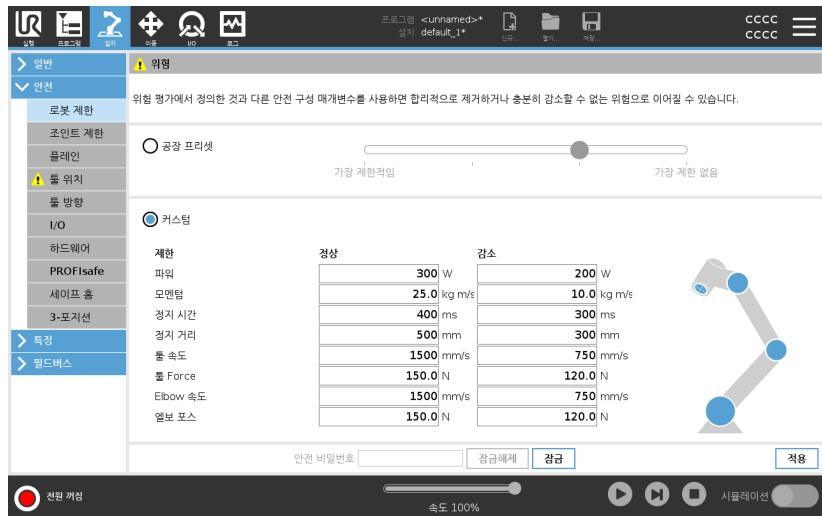 UR
프로그램 <unnamed>*
설치 default_1*
실행 프로그램 설치 이동 I/O 로그
신규... 열기... 저장...
cccc
cccc
일반
안전
로봇 제한
조인트 제한
플레인
툴 위치
툴 방향
I/O
하드웨어
PROFIsafe
세이프 홈
3-포지션
특징
필드버스
위험
위험 평가에서 정의한 것과 다른 안전 구성 매개변수를 사용하면 합리적으로 제거하거나 충분히 감소할 수 없는 위험으로 이어질 수 있습니다.
공장 프리셋
가장 제한적임 가장 제한 없음
커스텀
제한 정상 감소
파워 300 W 200 W
모멘텀 25.0 kg m/s 10.0 kg m/s
정지 시간 400 ms 300 ms
정지 거리 500 mm 300 mm
툴 속도 1500 mm/s 750 mm/s
툴 Force 150.0 N 120.0 N
Elbow 속도 1500 mm/s 750 mm/s
엘보 포스 150.0 N 120.0 N
안전 비밀번호 잠금해제 잠금 적용
전원 꺼짐
속도 100%
시뮬레이션